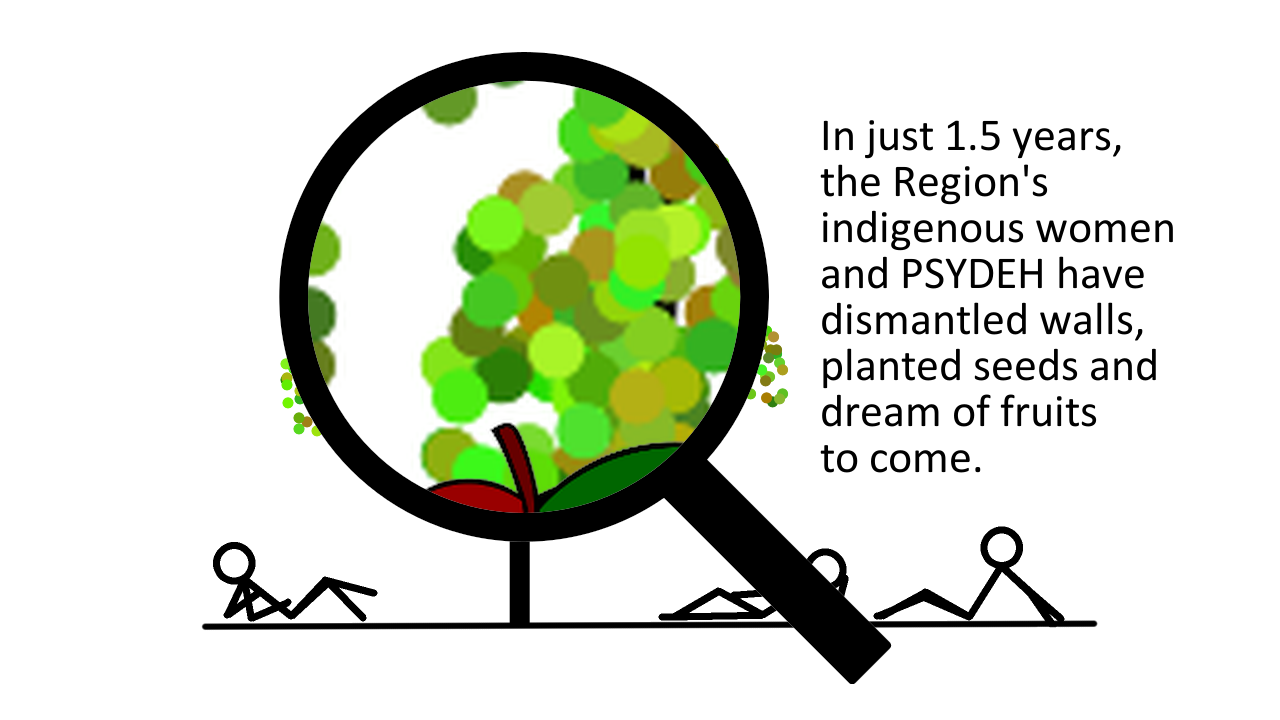 In just 1.5 years,
the Region's
indigenous women
and PSYDEH have
dismantled walls,
planted seeds and
dream of fruits
to come.